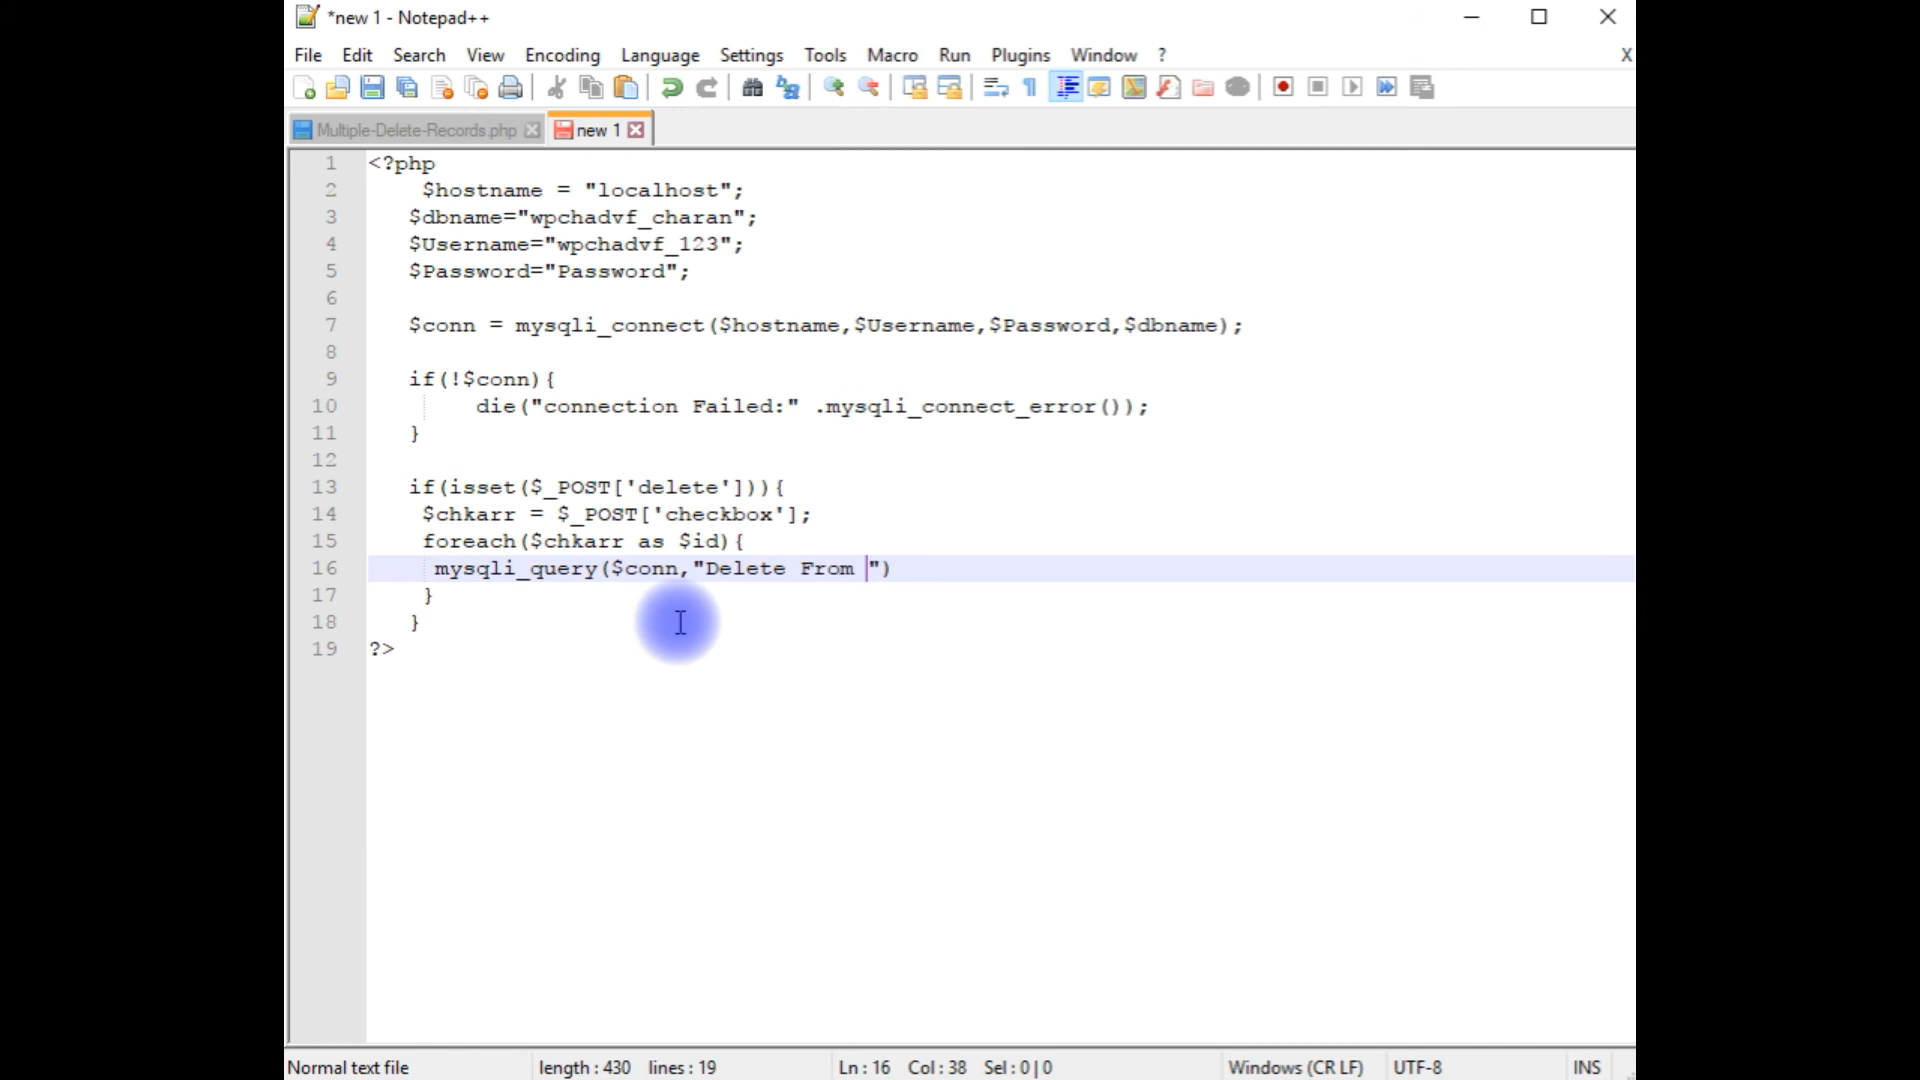 *new 1 - Notepad++
File Edit Search View Encoding Language Settings Tools Macro Run Plugins Window ? X
Multiple-Delete-Records.php new 1
1 <?php
2 $hostname = "localhost";
3 $dbname="wpchadvf_charan";
4 $Username="wpchadvf_123";
5 $Password="Password";
6
7 $conn = mysqli_connect($hostname,$Username,$Password,$dbname);
8
9 if(!$conn){
10 die("connection Failed:" .mysqli_connect_error());
11 }
12
13 if(isset($_POST['delete'])){
14 $chkarr = $_POST['checkbox'];
15 foreach($chkarr as $id){
16 mysqli_query($conn,"Delete From ")
17 }
18 }
19 ?>
Normal text file length : 430 lines : 19 Ln : 16 Col : 38 Sel : 0 | 0 Windows (CR LF) UTF-8 INS